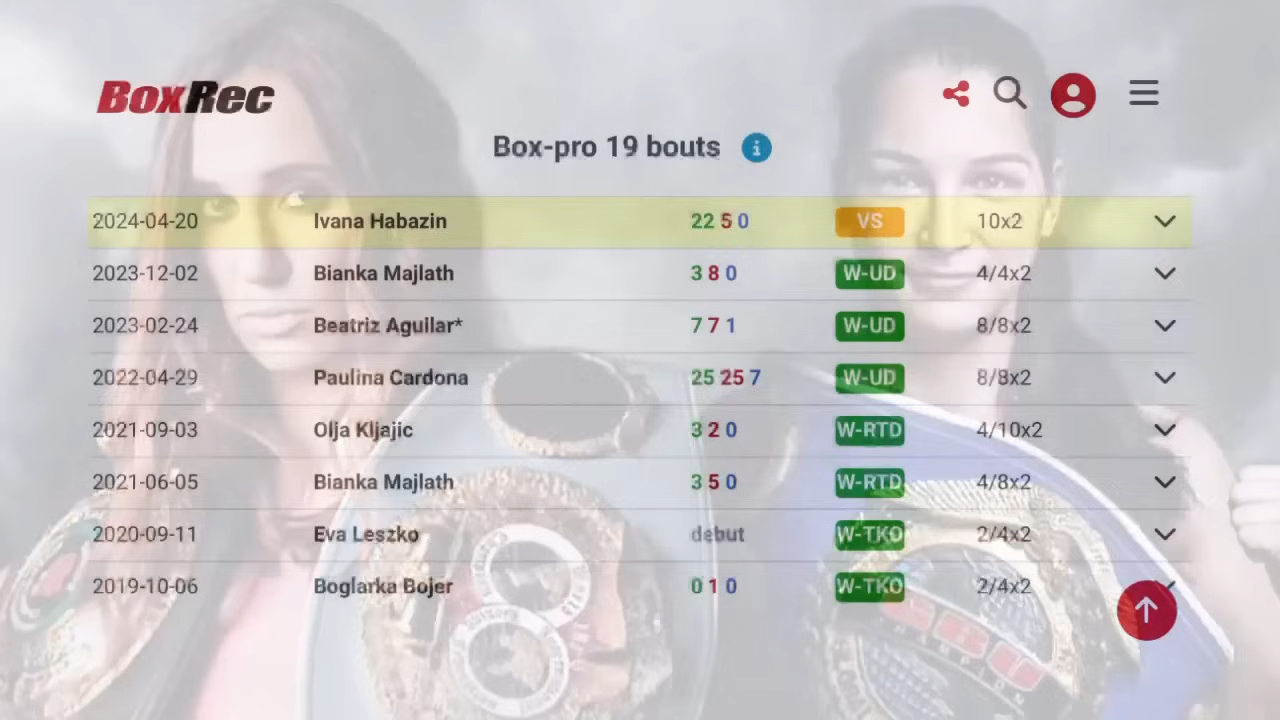 BoxRec
Box-pro 19 bouts i
2024-04-20 Ivana Habazin 22 5 0 VS 10x2
2023-12-02 Bianka Majlath 3 8 0 W-UD 4/4x2
2023-02-24 Beatriz Aguilar* 7 7 1 W-UD 8/8x2
2022-04-29 Paulina Cardona 25 25 7 W-UD 8/8x2
2021-09-03 Olja Kljajic 3 2 0 W-RTD 4/10x2
2021-06-05 Bianka Majlath 3 5 0 W-RTD 4/8x2
2020-09-11 Eva Leszko debut W-TKO 2/4x2
2019-10-06 Boglarka Bojer 0 1 0 W-TKO 2/4x2